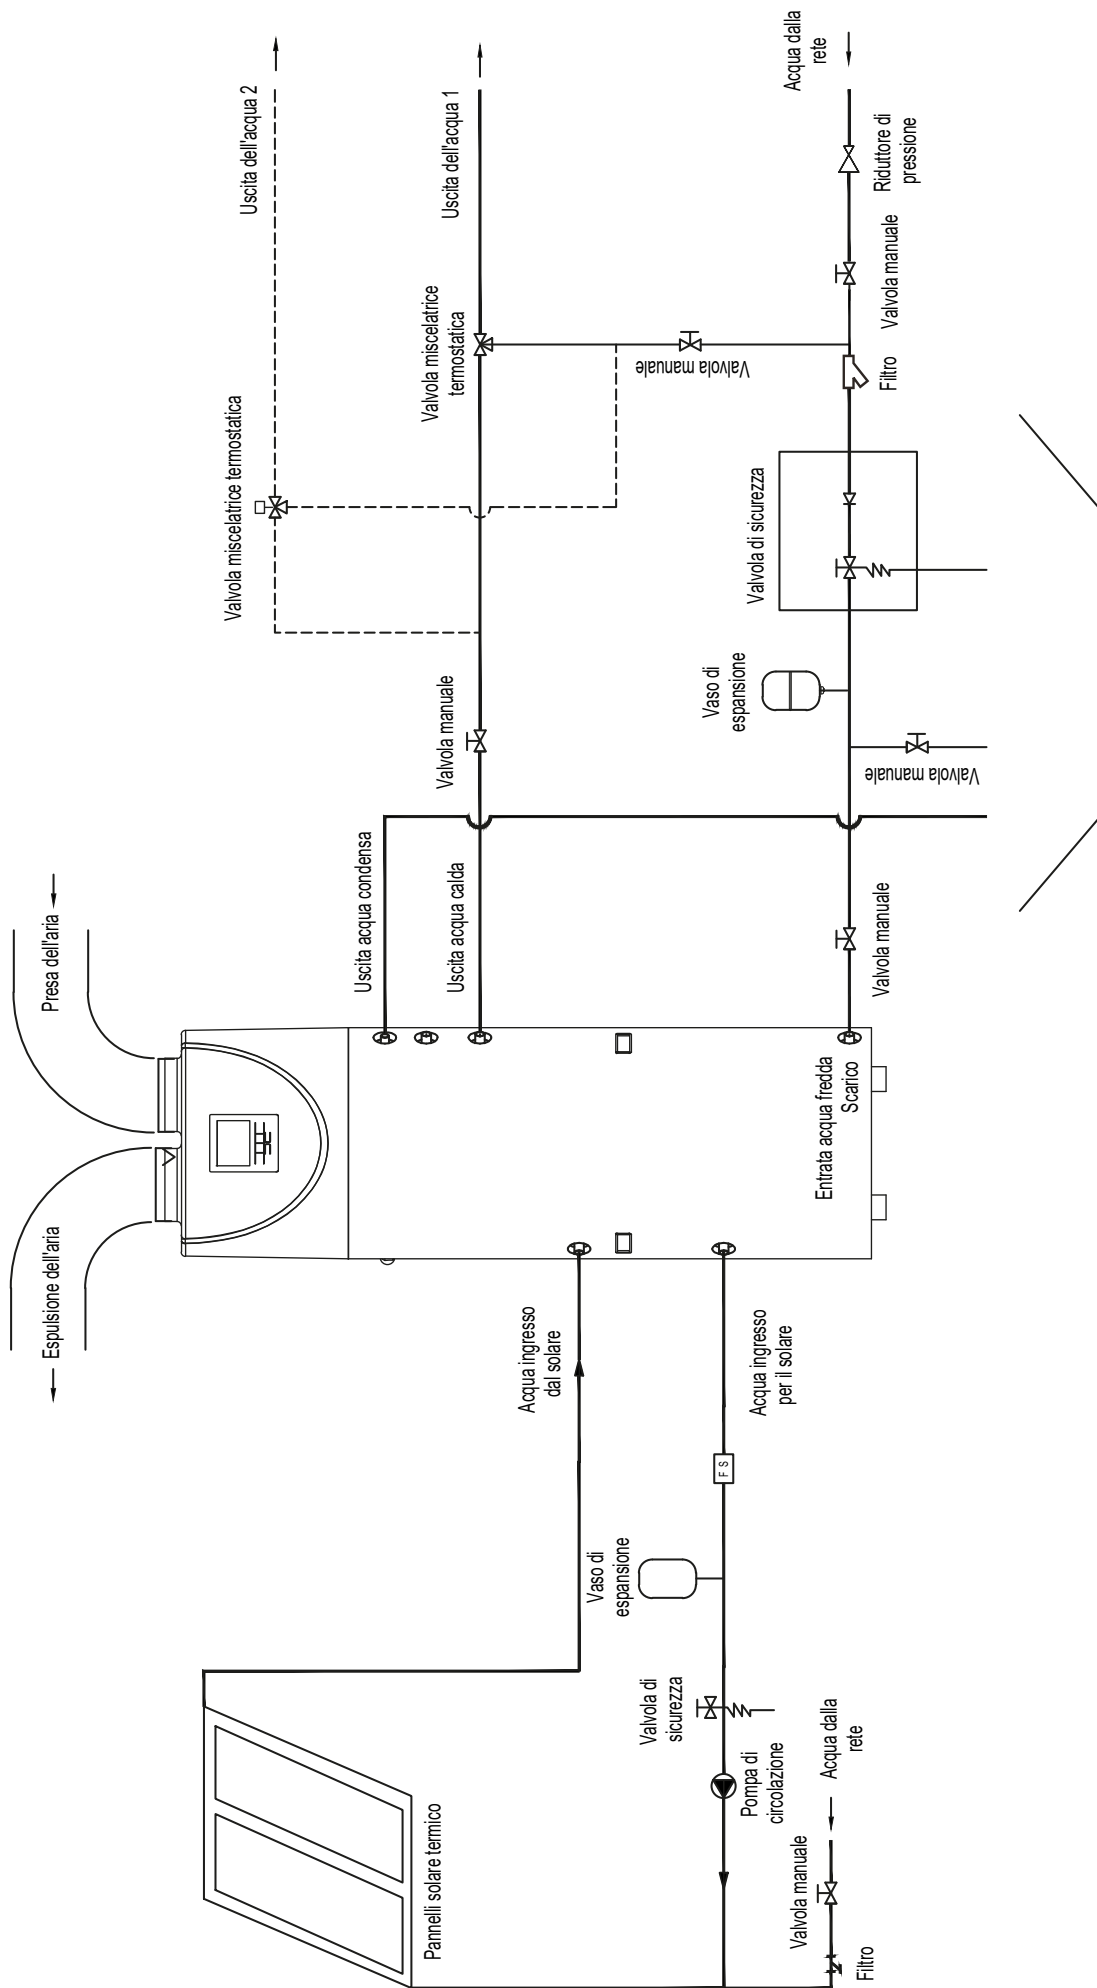 Espulsione dell'aria
Presa dell'aria
Uscita dell'acqua 2
Valvola miscelatrice termostatica
Uscita dell'acqua 1
Valvola miscelatrice
termostatica
Valvola manuale
Uscita acqua condensa
Uscita acqua calda
Valvola manuale
Acqua dalla
rete
Riduttore di
pressione
Valvola manuale
Filtro
Valvola di sicurezza
Vaso di
espansione
Valvola manuale
Valvola manuale
Entrata acqua fredda
Scarico
Acqua ingresso
dal solare
Acqua ingresso
per il solare
F S
Vaso di
espansione
Valvola di
sicurezza
Pompa di
circolazione
Pannelli solare termico
Acqua dalla
rete
Valvola manuale
Filtro